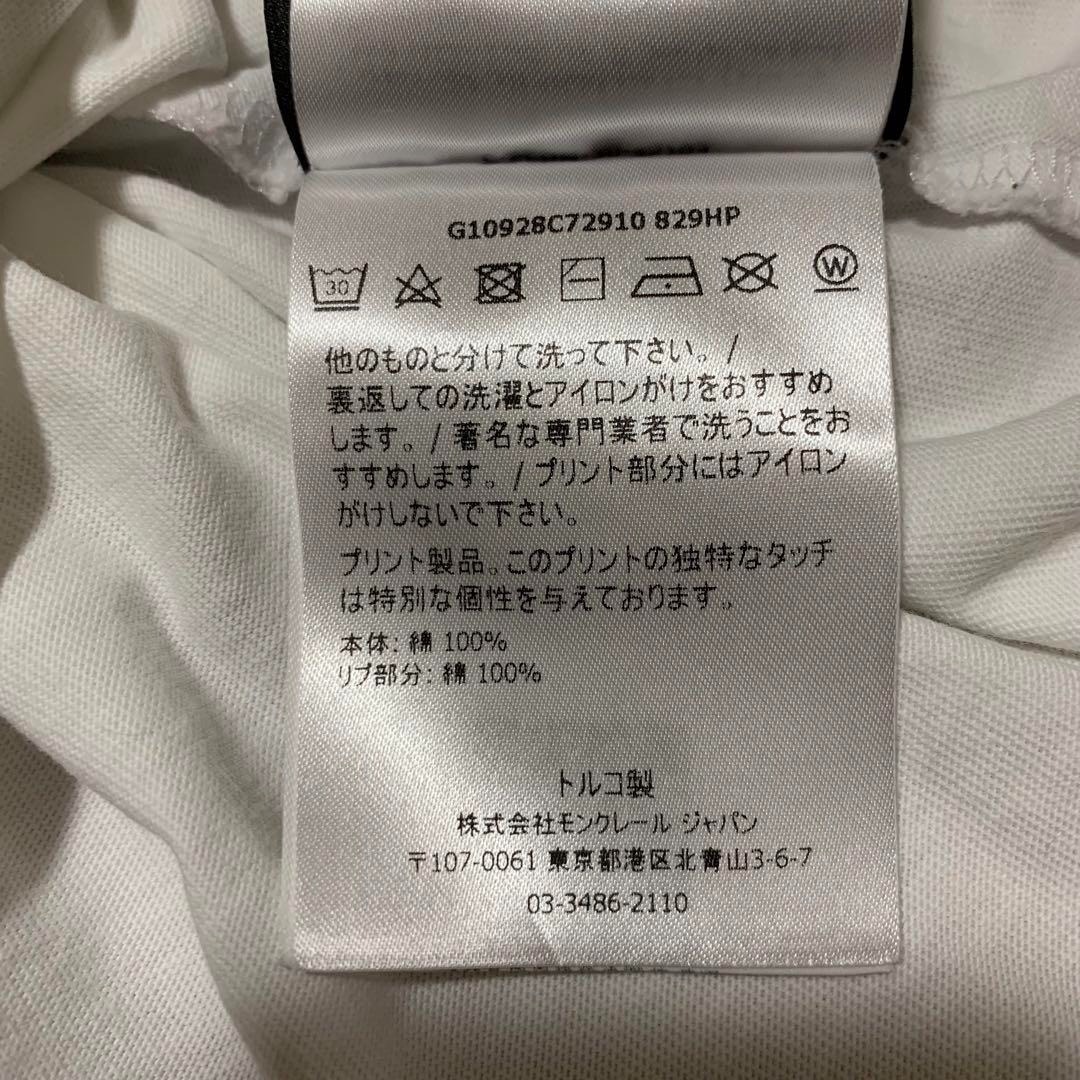 G10928C72910 829HP
30
W
他のものと分けて洗って下さい。/
裏返しての洗濯とアイロンがけをおすすめ
します。/ 著名な専門業者で洗うことをお
すすめします。/ プリント部分にはアイロン
がけしないで下さい。
プリント製品。このプリントの独特なタッチ
は特別な個性を与えております。
本体: 綿 100%
リブ部分: 綿 100%
トルコ製
株式会社モンクレール ジャパン
〒107-0061 東京都港区北青山3-6-7
03-3486-2110